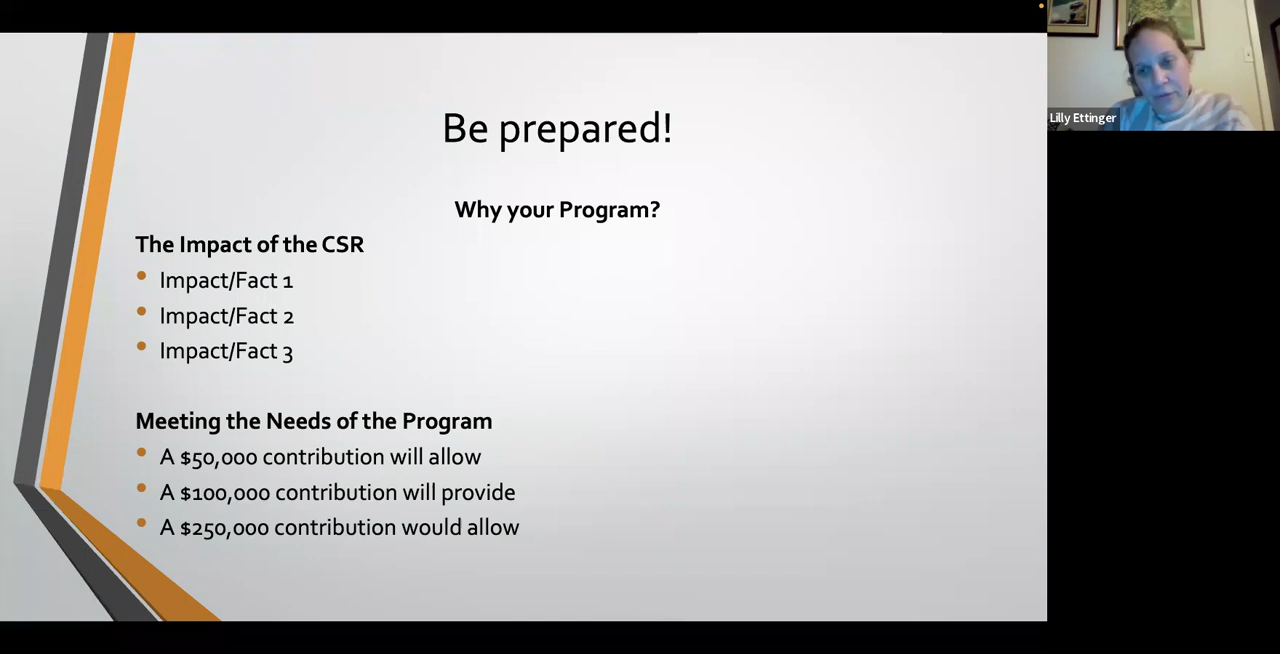 Be prepared!
Why your Program?
The Impact of the CSR
Impact/Fact 1
Impact/Fact 2
Impact/Fact 3
Meeting the Needs of the Program
A $50,000 contribution will allow
A $100,000 contribution will provide
A $250,000 contribution would allow
Lilly Ettinger